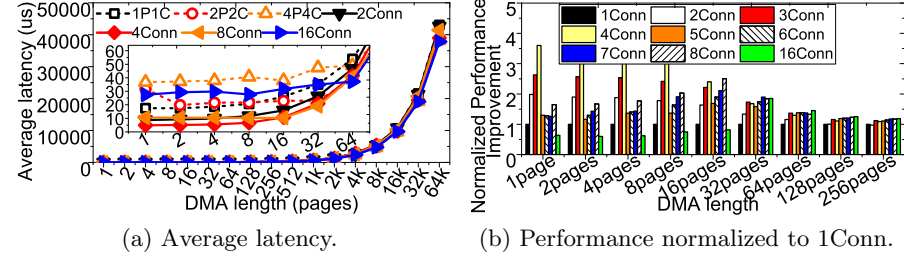 50000
40000
30000
20000
10000
0
Average latency (us)
1P1C 2P2C 4P4C 2Conn
4Conn 8Conn 16Conn
60
50
40
30
20
10
0
1 2 4 8 16 32 64
1 2 4 8 16 32 64 128 256 512 1k 2k 4k 8k 16k 32k 64k
DMA length (pages)
(a) Average latency.
Normalized Performance
Improvement
5
4
3
2
1
0
1Conn 2Conn 3Conn
4Conn 5Conn 6Conn
7Conn 8Conn 16Conn
1page 2pages 4pages 8pages 16pages 32pages 64pages 128pages 256pages
DMA length
(b) Performance normalized to 1Conn.